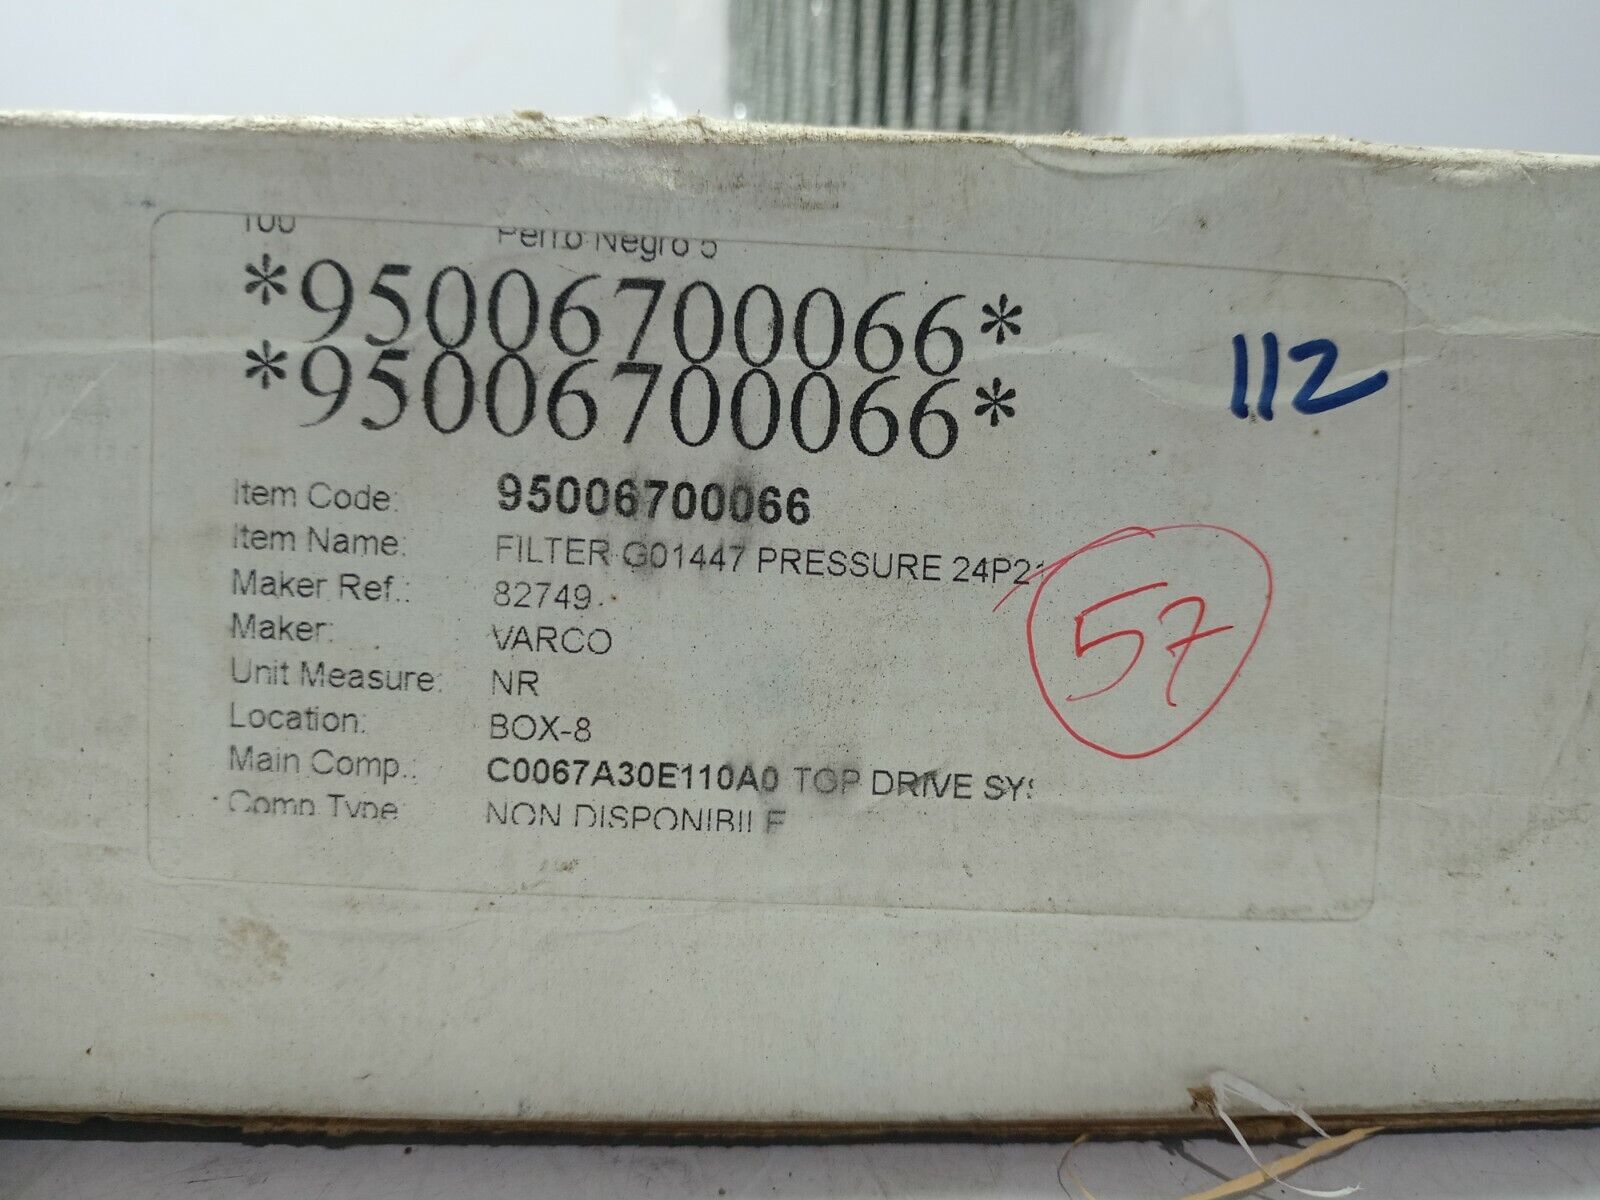 100 Perro Negro 5
*95006700066*
*95006700066*
112
Item Code: 95006700066
Item Name: FILTER G01447 PRESSURE 24P2
Maker Ref.: 82749
57
Maker: VARCO
Unit Measure: NR
Location: BOX-8
Main Comp.: C0067A30E110A0 TOP DRIVE SYS
Comp Type NON DISPONIBILE